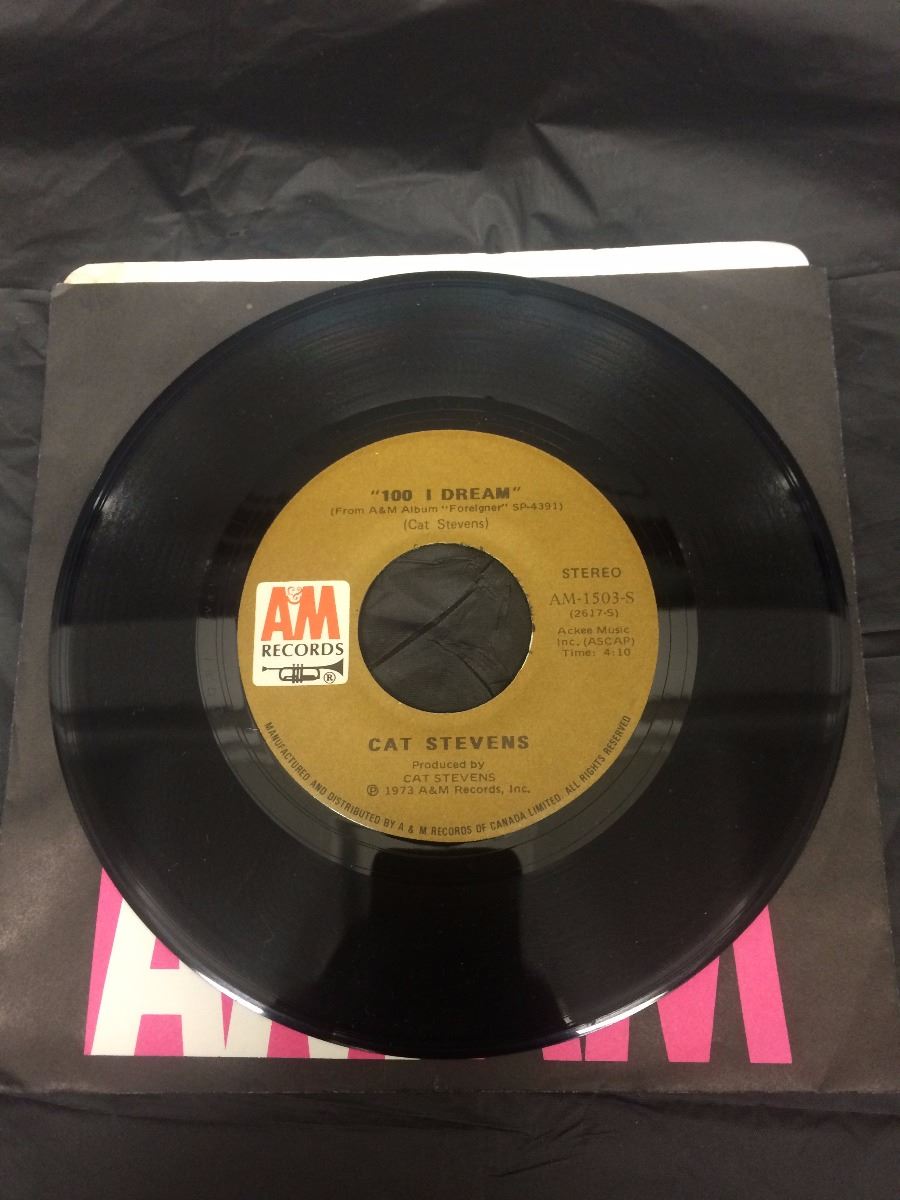 "100 I DREAM"
(From A&M Album "Foreigner" SP-4391)
(Cat Stevens)
STEREO
AM-1503-S
(2617-S)
Ackee Music
Inc. (ASCAP)
Time: 4:10
A&M
RECORDS
®
CAT STEVENS
Produced by
CAT STEVENS
℗ 1973 A&M Records, Inc.
MANUFACTURED AND DISTRIBUTED BY A & M RECORDS OF CANADA LIMITED. ALL RIGHTS RESERVED